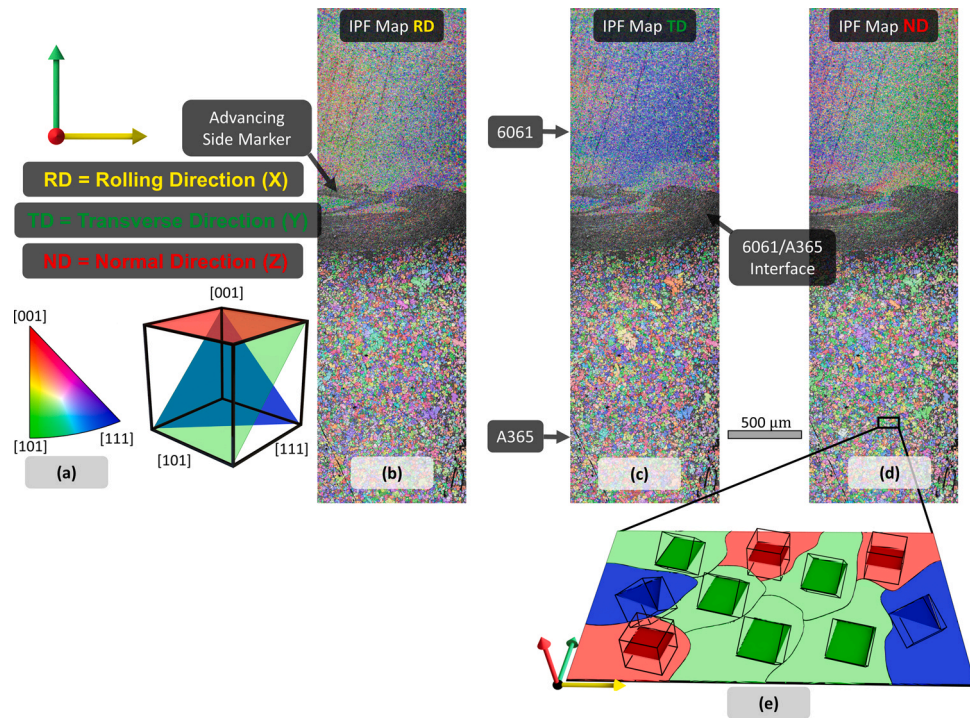 IPF Map RD
IPF Map TD
IPF Map ND
Advancing
Side Marker
6061
RD = Rolling Direction (X)
TD = Transverse Direction (Y)
ND = Normal Direction (Z)
6061/A365
Interface
[001]
[001]
[101]
[111]
[101]
[111]
A365
500 µm
(a)
(b)
(c)
(d)
(e)